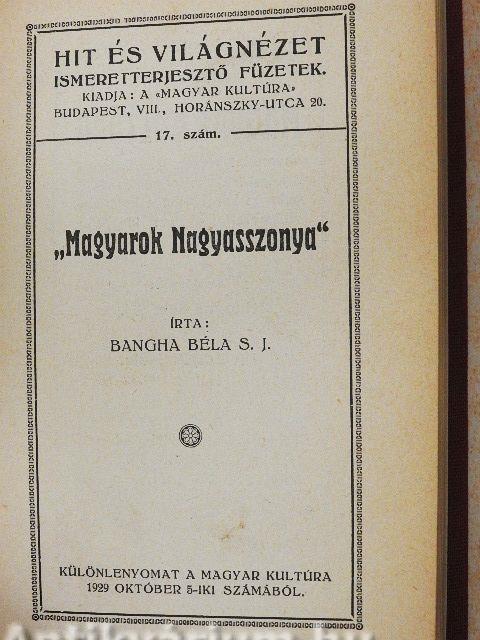 HIT ÉS VILÁGNÉZET
ISMERETTERJESZTŐ FÜZETEK.
KIADJA: A «MAGYAR KULTÚRA»
BUDAPEST, VIII., HORÁNSZKY-UTCA 20.
17. szám.
„Magyarok Nagyasszonya“
ÍRTA:
BANGHA BÉLA S. J.
KÜLÖNLENYOMAT A MAGYAR KULTÚRA
1929 OKTÓBER 5-IKI SZÁMÁBÓL.